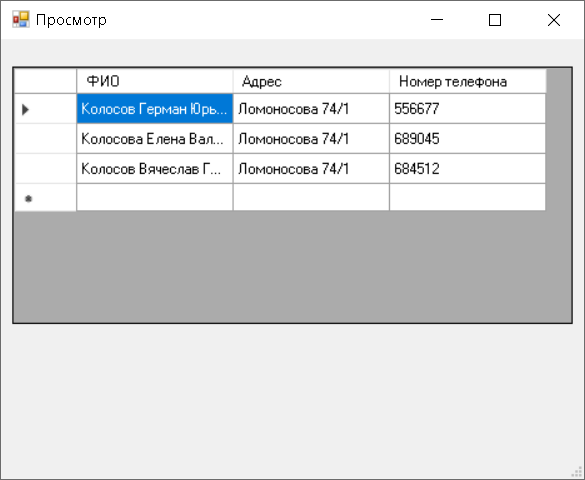 Просмотр
ФИО Адрес Номер телефона
Колосов Герман Юрь... Ломоносова 74/1 556677
Колосова Елена Вал... Ломоносова 74/1 689045
Колосов Вячеслав Г... Ломоносова 74/1 684512